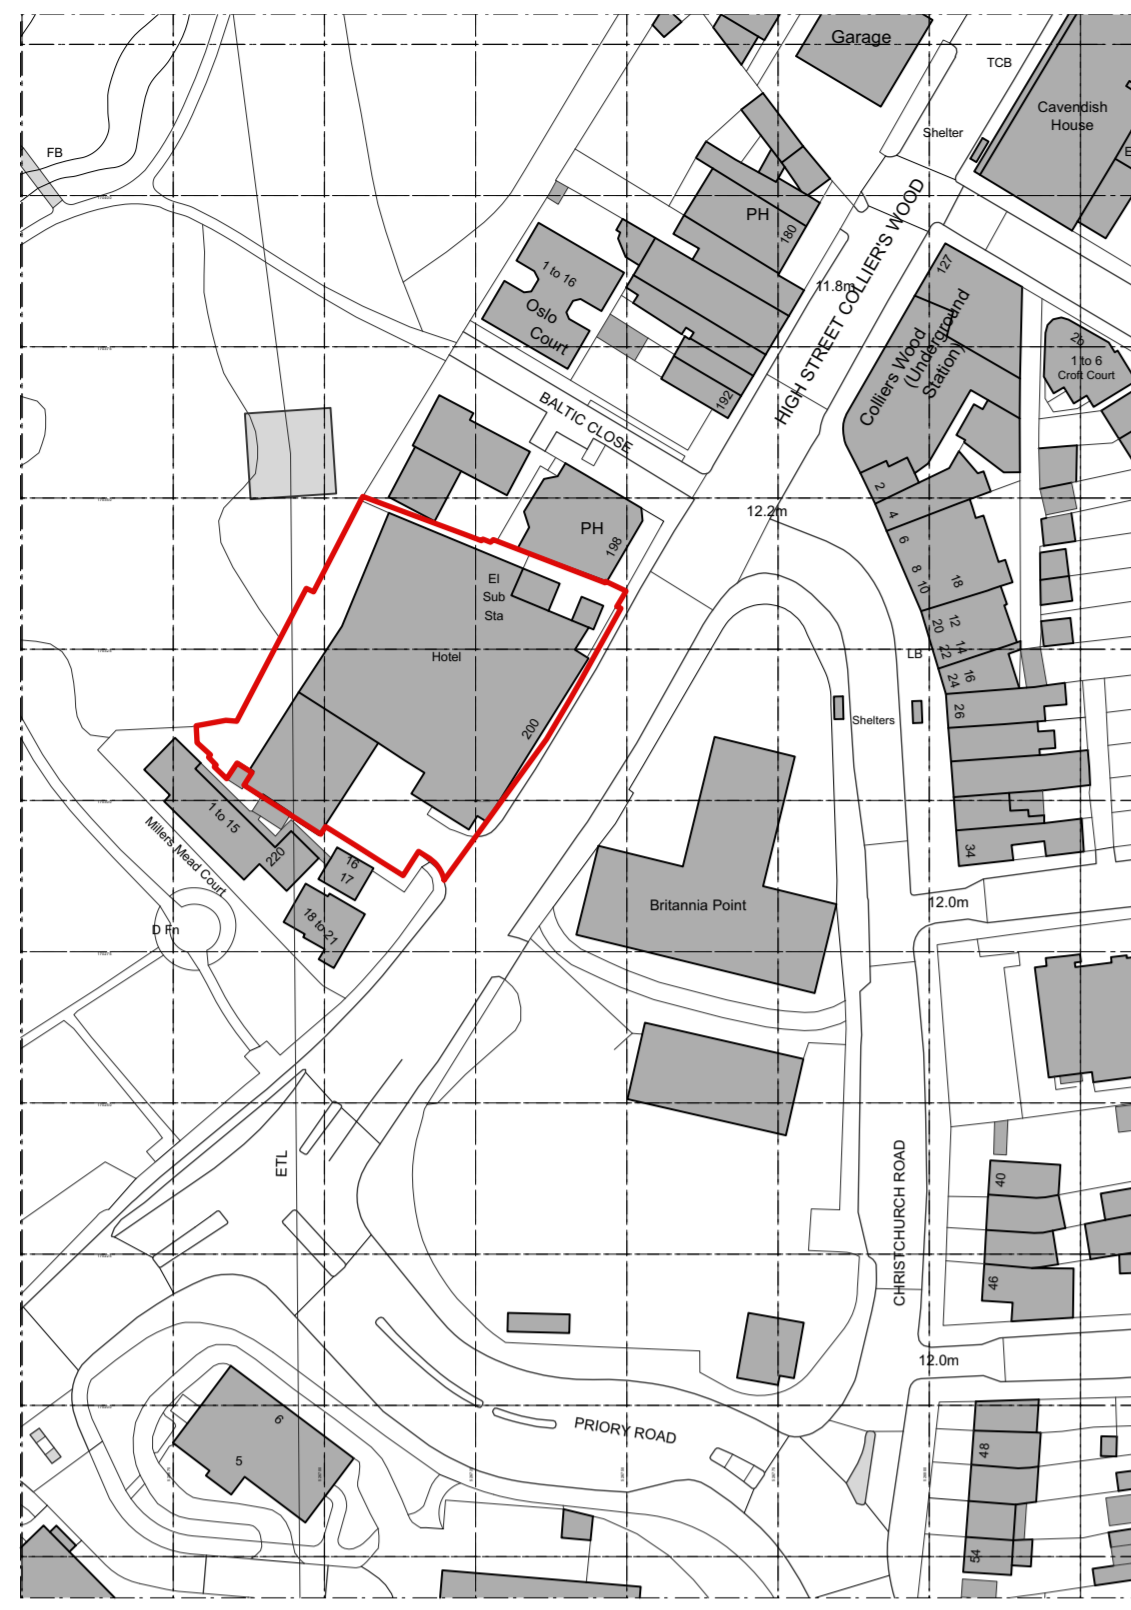 Garage
TCB
Cavendish
House
Shelter
FB
E
PH
180
HIGH STREET COLLIER'S WOOD
11.8m
127
1 to 16
Oslo
Court
Colliers Wood
(Underground
Station)
2b
1 to 6
Croft Court
BALTIC CLOSE
192
2
4
6
8
10
12.2m
PH
198
El
Sub
Sta
18
12
14
16
20
22
24
26
LB
Hotel
200
Shelters
34
1 to 15
220
Millers Mead Court
16
17
18 to 21
D Fn
Britannia Point
12.0m
ETL
CHRISTCHURCH ROAD
40
46
12.0m
PRIORY ROAD
6
5
48
54